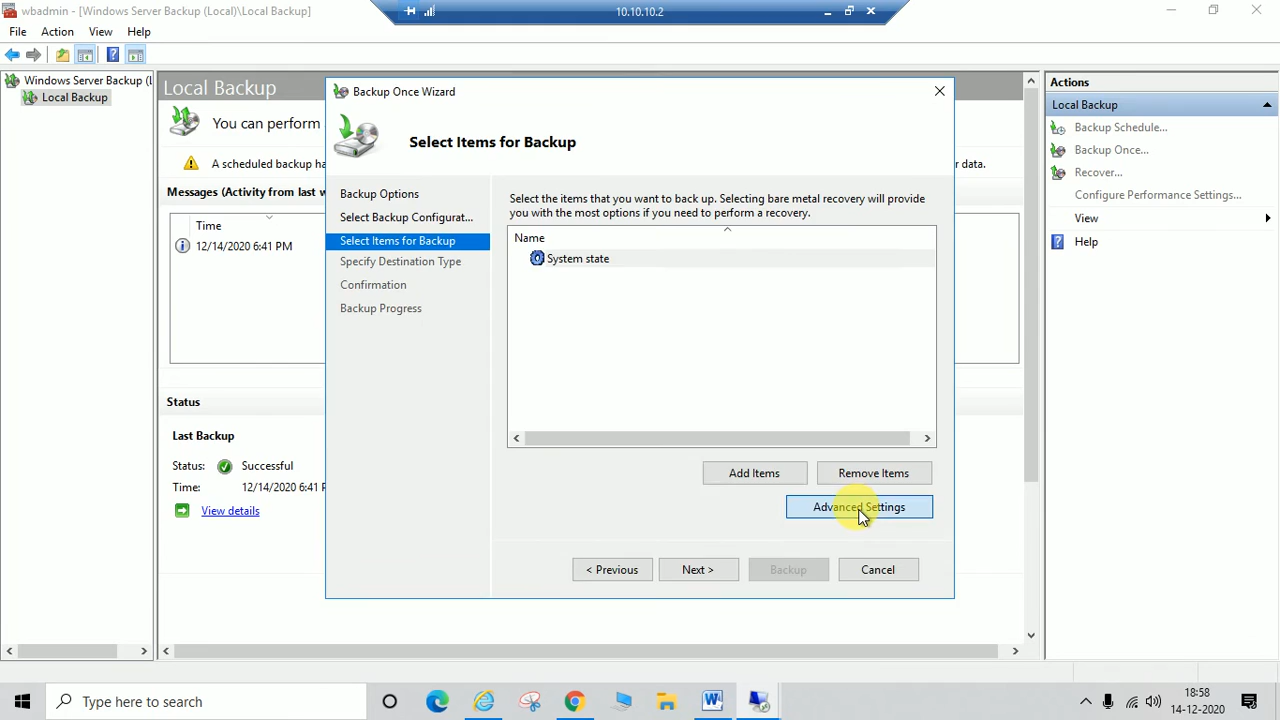 wbadmin - [Windows Server Backup (Local)\Local Backup]
10.10.10.2
File Action View Help
Windows Server Backup (L
Local Backup
Local Backup
You can perform
A scheduled backup ha
r data.
Messages (Activity from last w
Time
12/14/2020 6:41 PM
Status
Last Backup
Status: Successful
Time: 12/14/2020 6:41 P
View details
Backup Once Wizard
Select Items for Backup
Backup Options
Select Backup Configurat...
Select Items for Backup
Specify Destination Type
Confirmation
Backup Progress
Select the items that you want to back up. Selecting bare metal recovery will provide
you with the most options if you need to perform a recovery.
Name
System state
Add Items Remove Items
Advanced Settings
< Previous Next > Backup Cancel
Actions
Local Backup
Backup Schedule...
Backup Once...
Recover...
Configure Performance Settings...
View
Help
Type here to search
18:58
14-12-2020